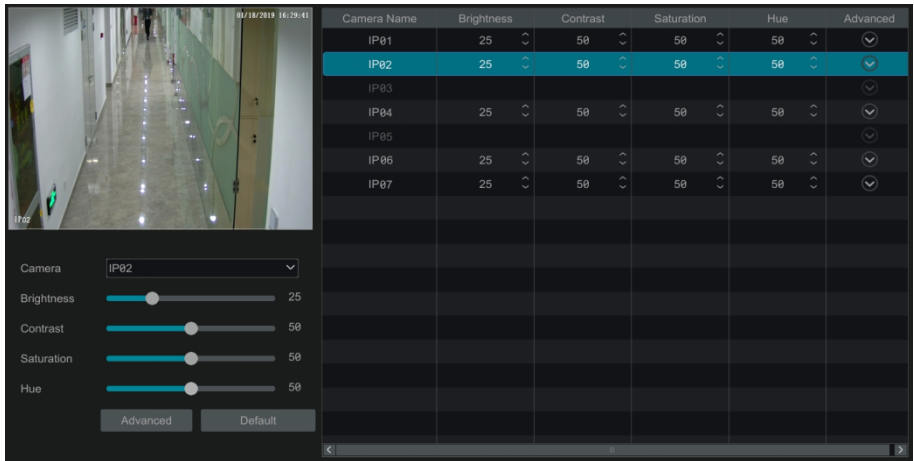 01/18/2019 16:29:41
IP02
Camera IP02
Brightness 25
Contrast 50
Saturation 50
Hue 50
Advanced Default
Camera Name Brightness Contrast Saturation Hue Advanced
IP01 25 50 50 50
IP02 25 50 50 50
IP03
IP04 25 50 50 50
IP05
IP06 25 50 50 50
IP07 25 50 50 50